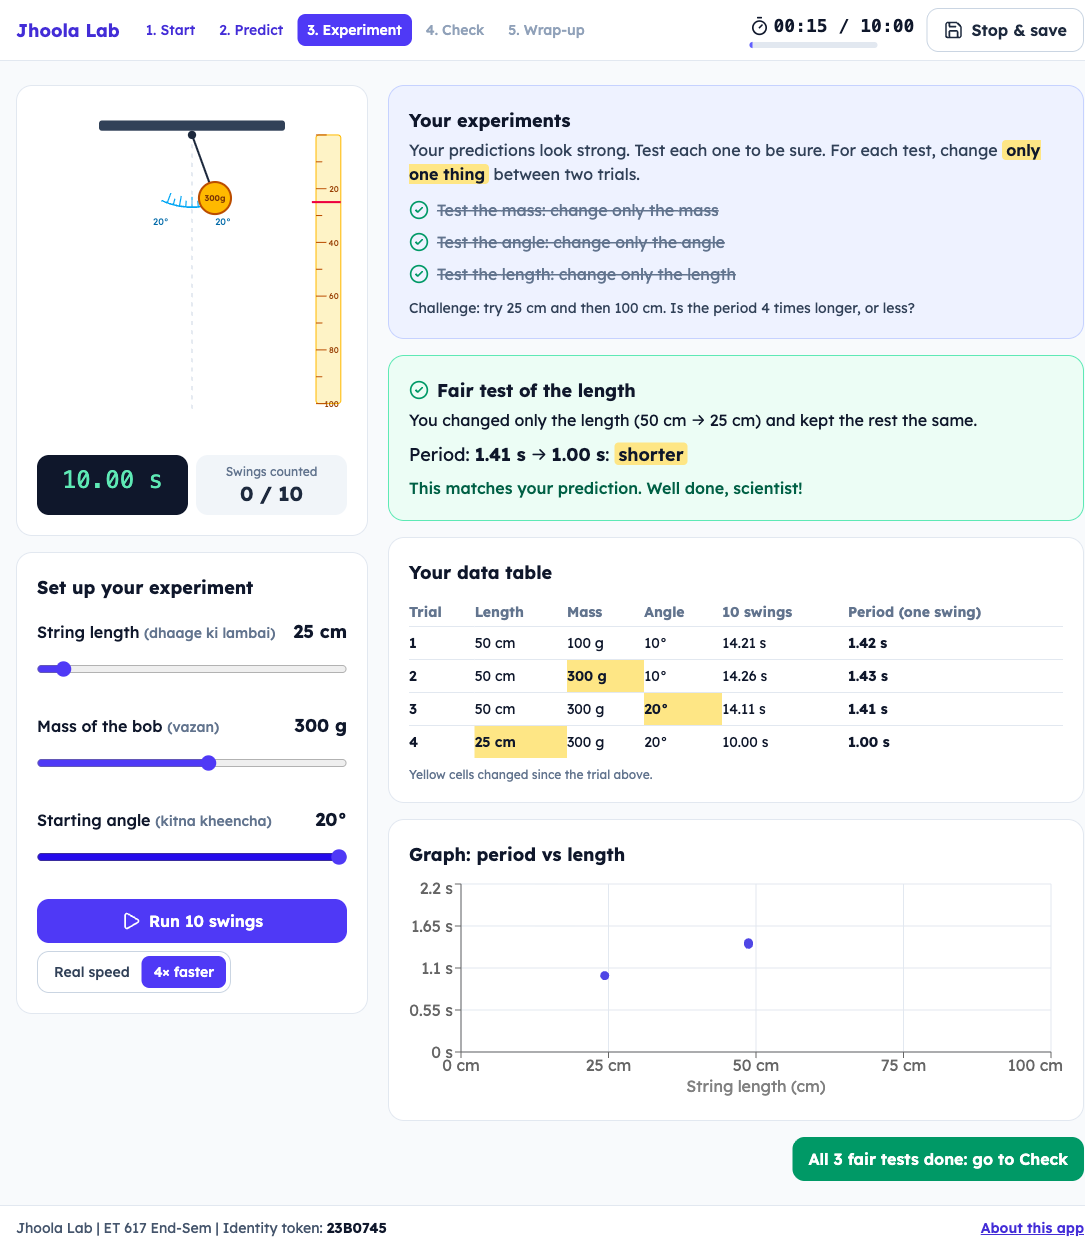 Jhoola Lab
1. Start
2. Predict
3. Experiment
4. Check
5. Wrap-up
00:15 / 10:00
Stop & save
300g
20°
20°
20
40
60
80
100
10.00 s
Swings counted
0 / 10
Set up your experiment
String length (dhaage ki lambai) 25 cm
Mass of the bob (vazan) 300 g
Starting angle (kitna kheencha) 20°
Run 10 swings
Real speed
4× faster
Your experiments
Your predictions look strong. Test each one to be sure. For each test, change only
one thing between two trials.
Test the mass: change only the mass
Test the angle: change only the angle
Test the length: change only the length
Challenge: try 25 cm and then 100 cm. Is the period 4 times longer, or less?
Fair test of the length
You changed only the length (50 cm → 25 cm) and kept the rest the same.
Period: 1.41 s → 1.00 s: shorter
This matches your prediction. Well done, scientist!
Your data table
Trial Length Mass Angle 10 swings Period (one swing)
1 50 cm 100 g 10° 14.21 s 1.42 s
2 50 cm 300 g 10° 14.26 s 1.43 s
3 50 cm 300 g 20° 14.11 s 1.41 s
4 25 cm 300 g 20° 10.00 s 1.00 s
Yellow cells changed since the trial above.
Graph: period vs length
2.2 s
1.65 s
1.1 s
0.55 s
0 s
0 cm 25 cm 50 cm 75 cm 100 cm
String length (cm)
All 3 fair tests done: go to Check
Jhoola Lab | ET 617 End-Sem | Identity token: 23B0745
About this app